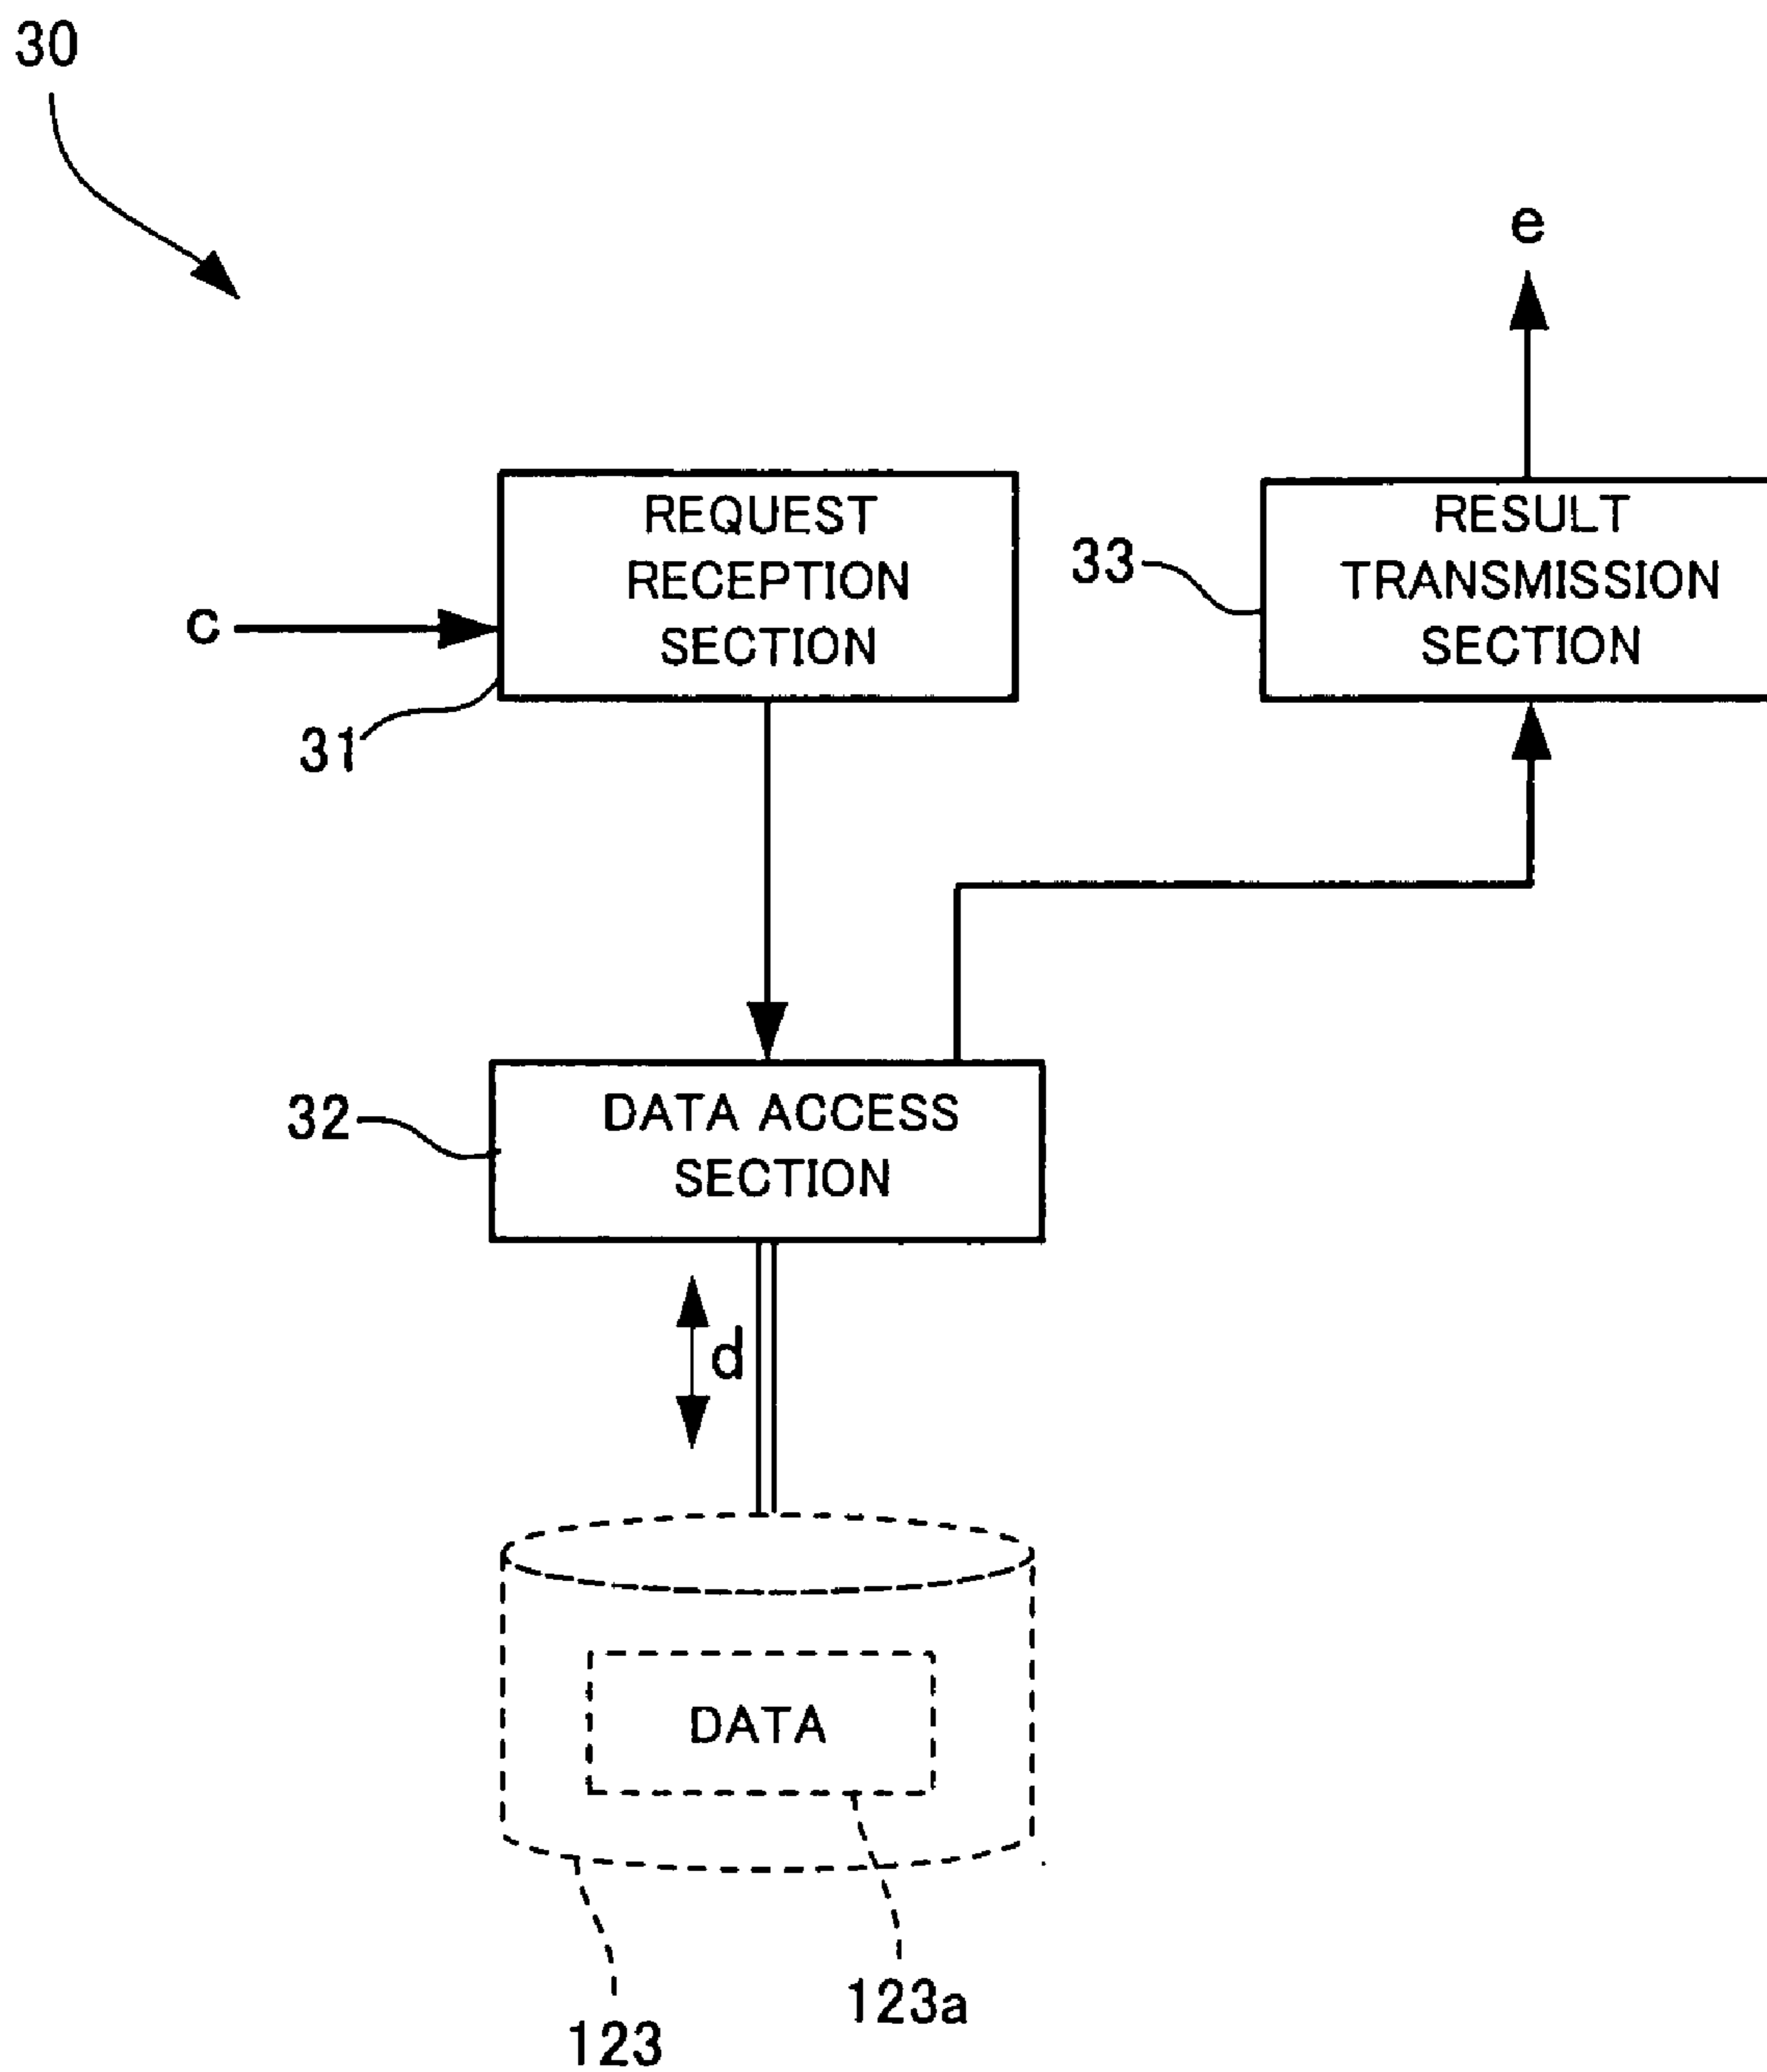 30
e
REQUEST
RECEPTION
SECTION
RESULT
TRANSMISSION
SECTION
33
c
31
32
DATA ACCESS
SECTION
d
DATA
123a
123